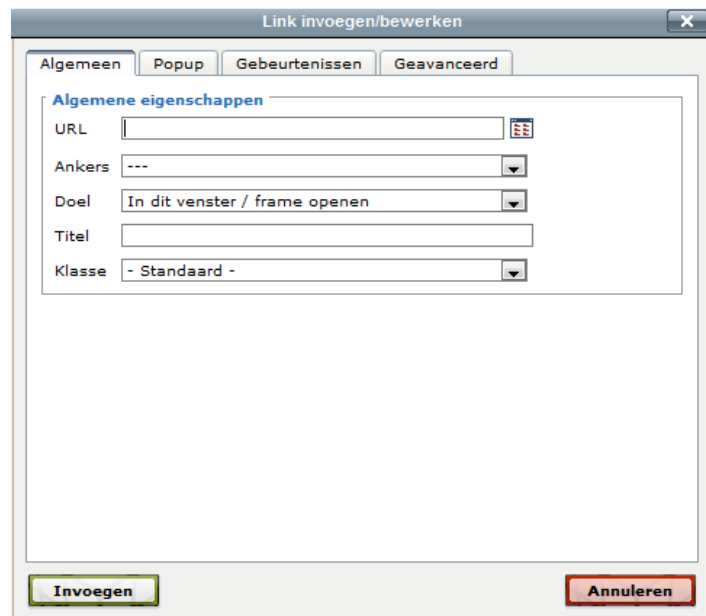 Link invoegen/bewerken
Algemeen Popup Gebeurtenissen Geavanceerd
Algemene eigenschappen
URL
Ankers ---
Doel In dit venster / frame openen
Titel
Klasse - Standaard -
Invoegen Annuleren